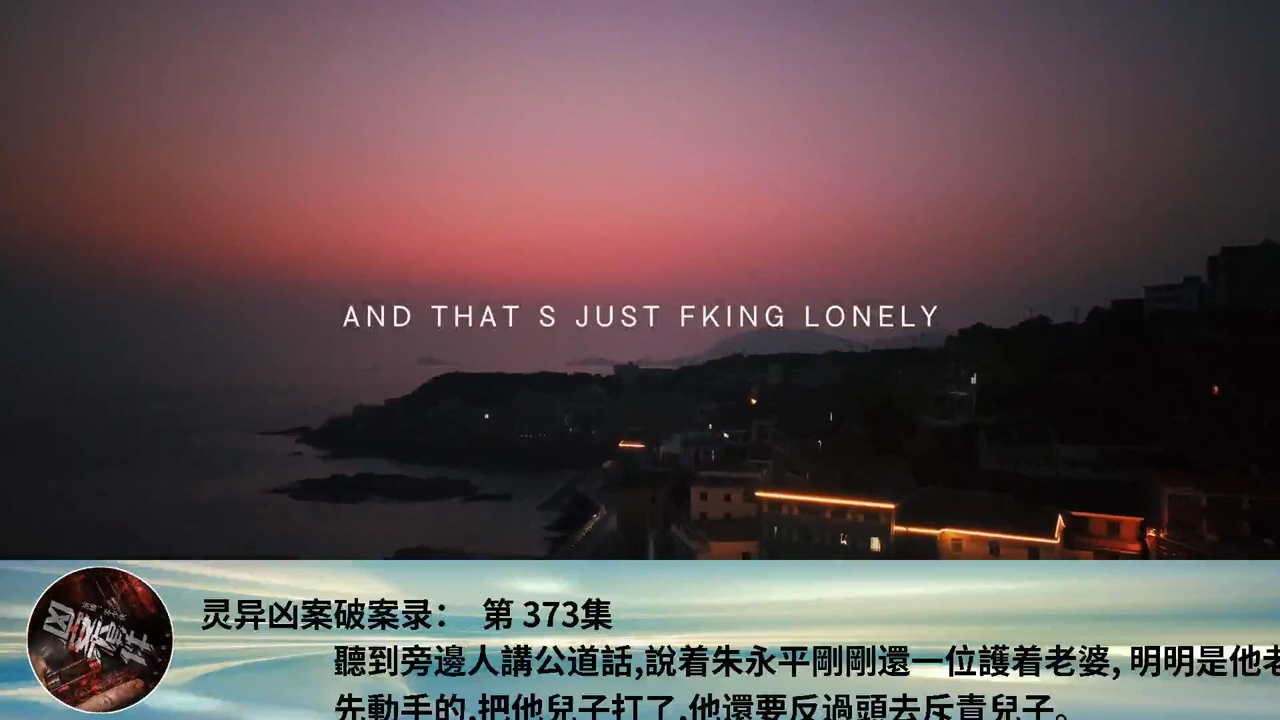 AND THAT S JUST FKING LONELY
灵异凶案破案录： 第 373集
聽到旁邊人講公道話,說着朱永平剛剛還一位護着老婆, 明明是他老
先動手的,把他兒子打了,他還要反過頭去斥責兒子。